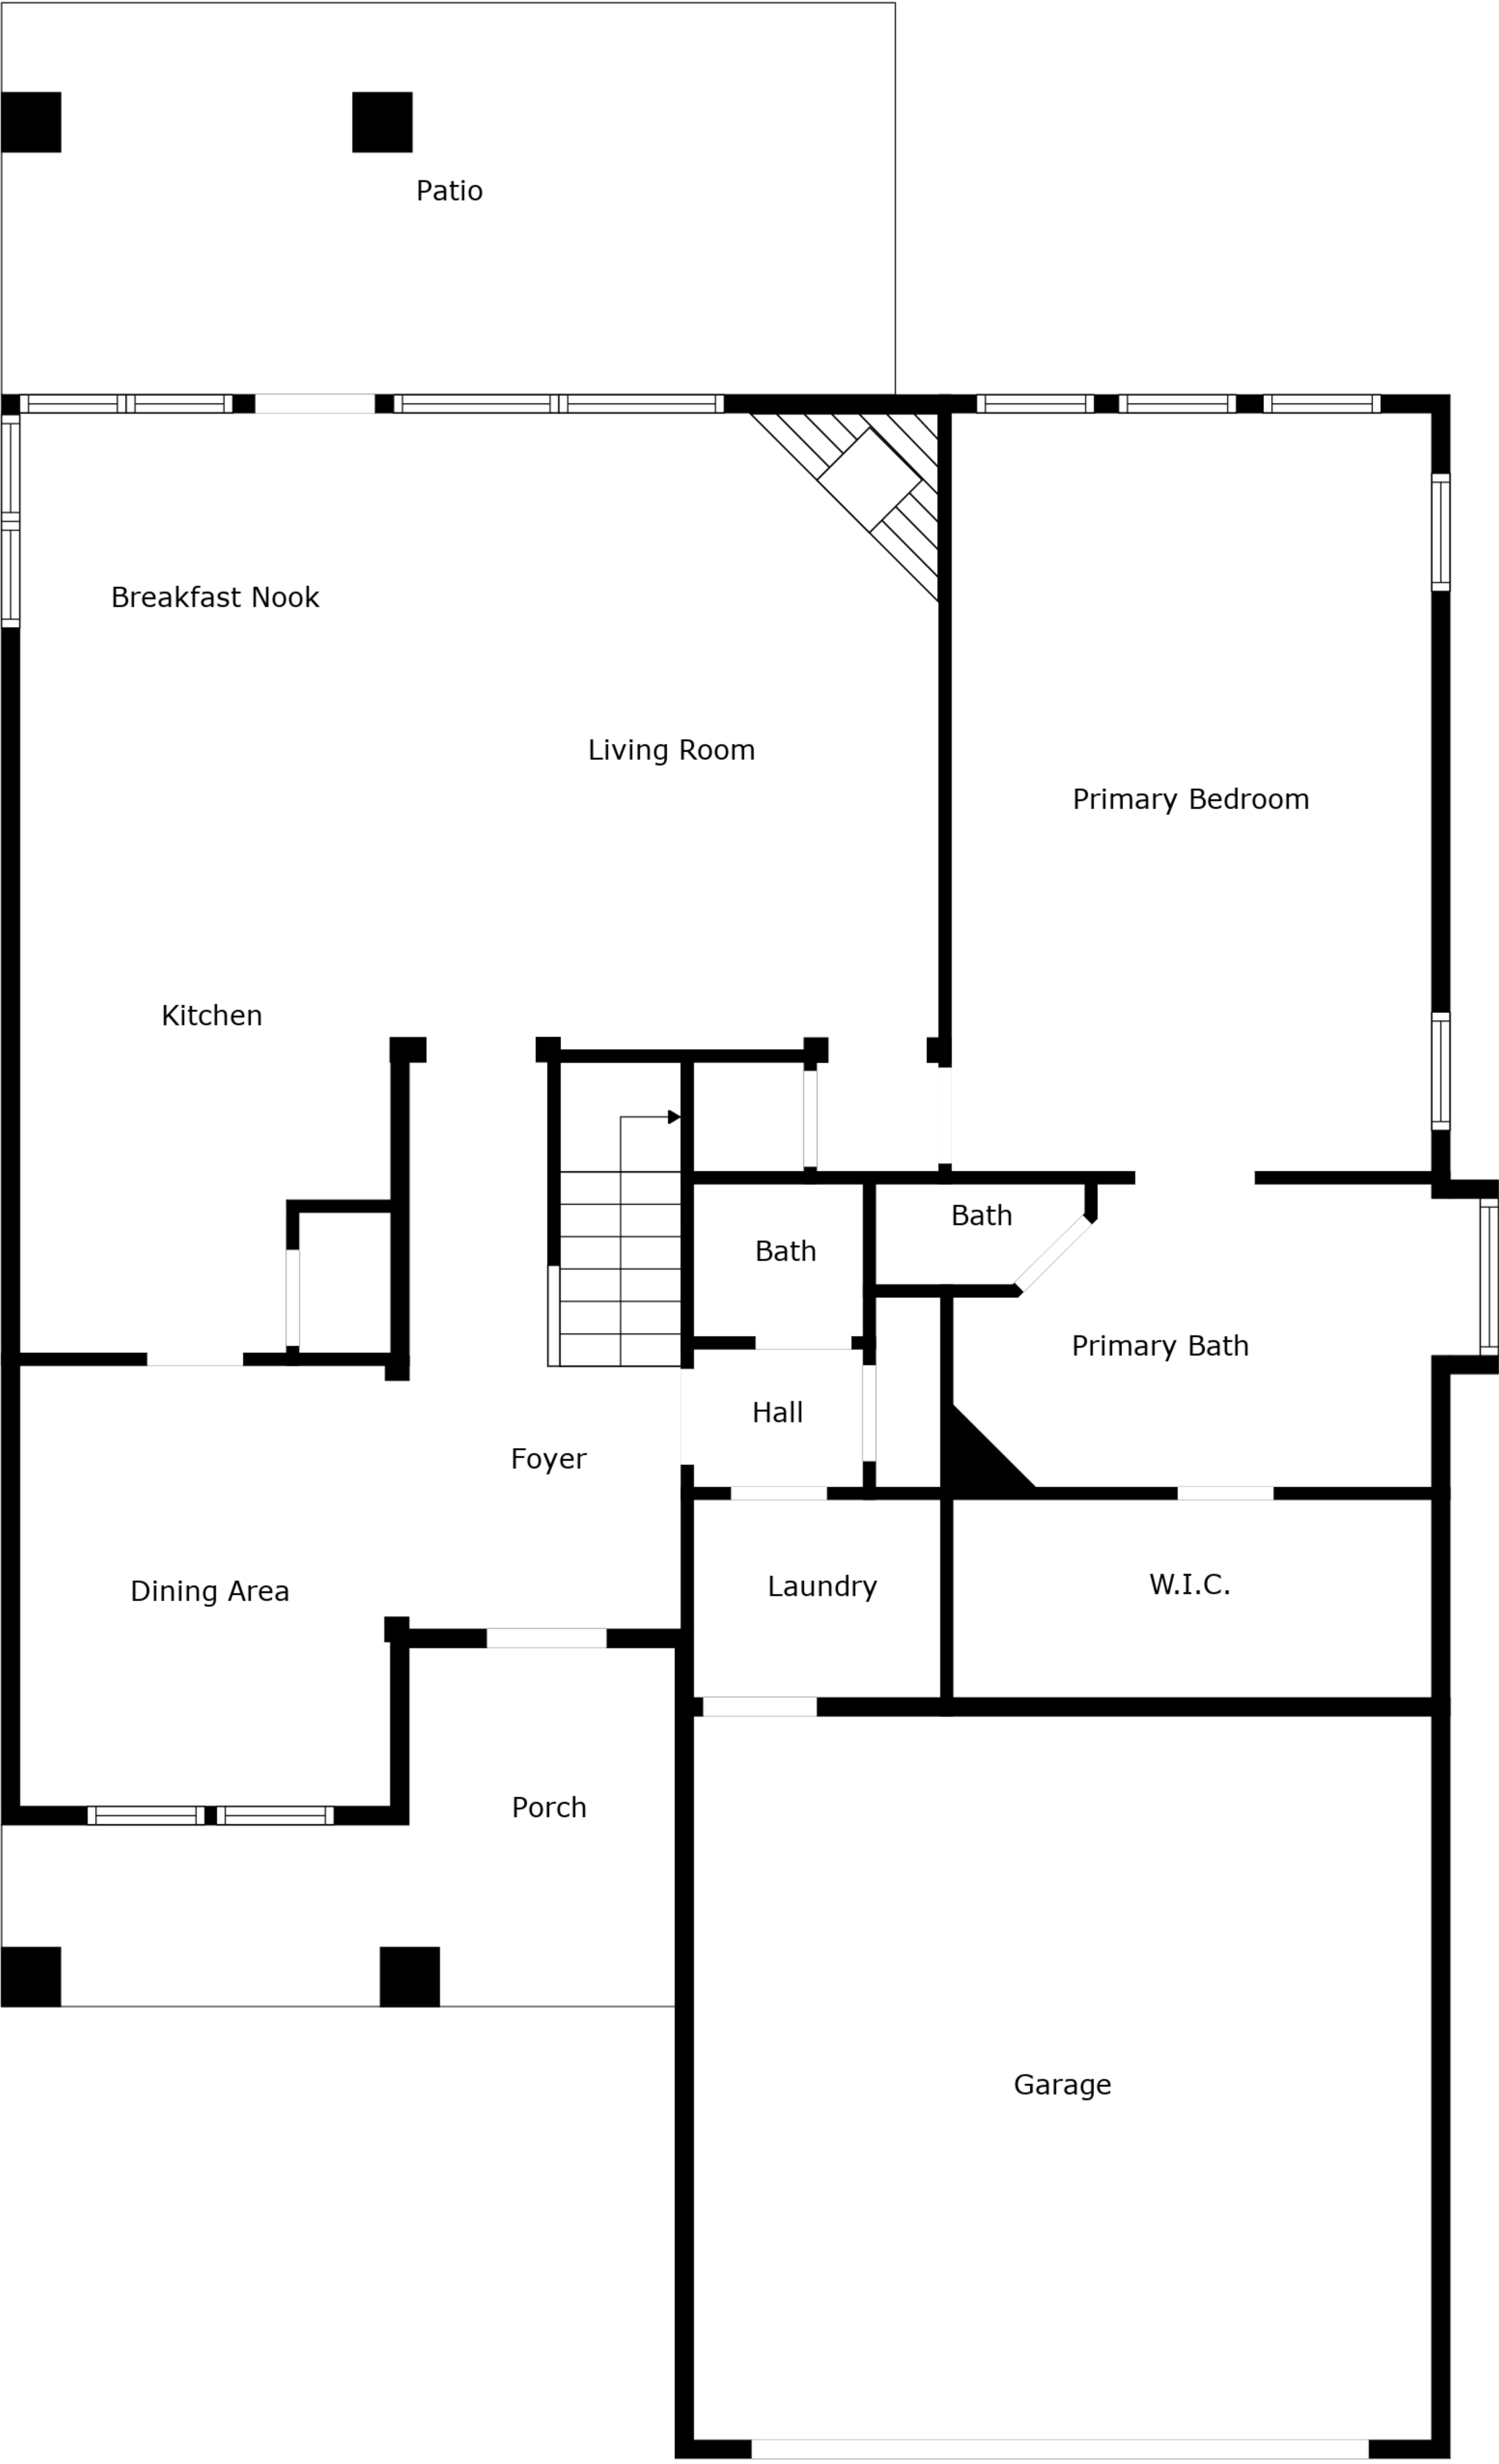 Patio
Breakfast Nook
Living Room
Primary Bedroom
Kitchen
Bath
Bath
Primary Bath
Hall
Foyer
Laundry
W.I.C.
Dining Area
Porch
Garage